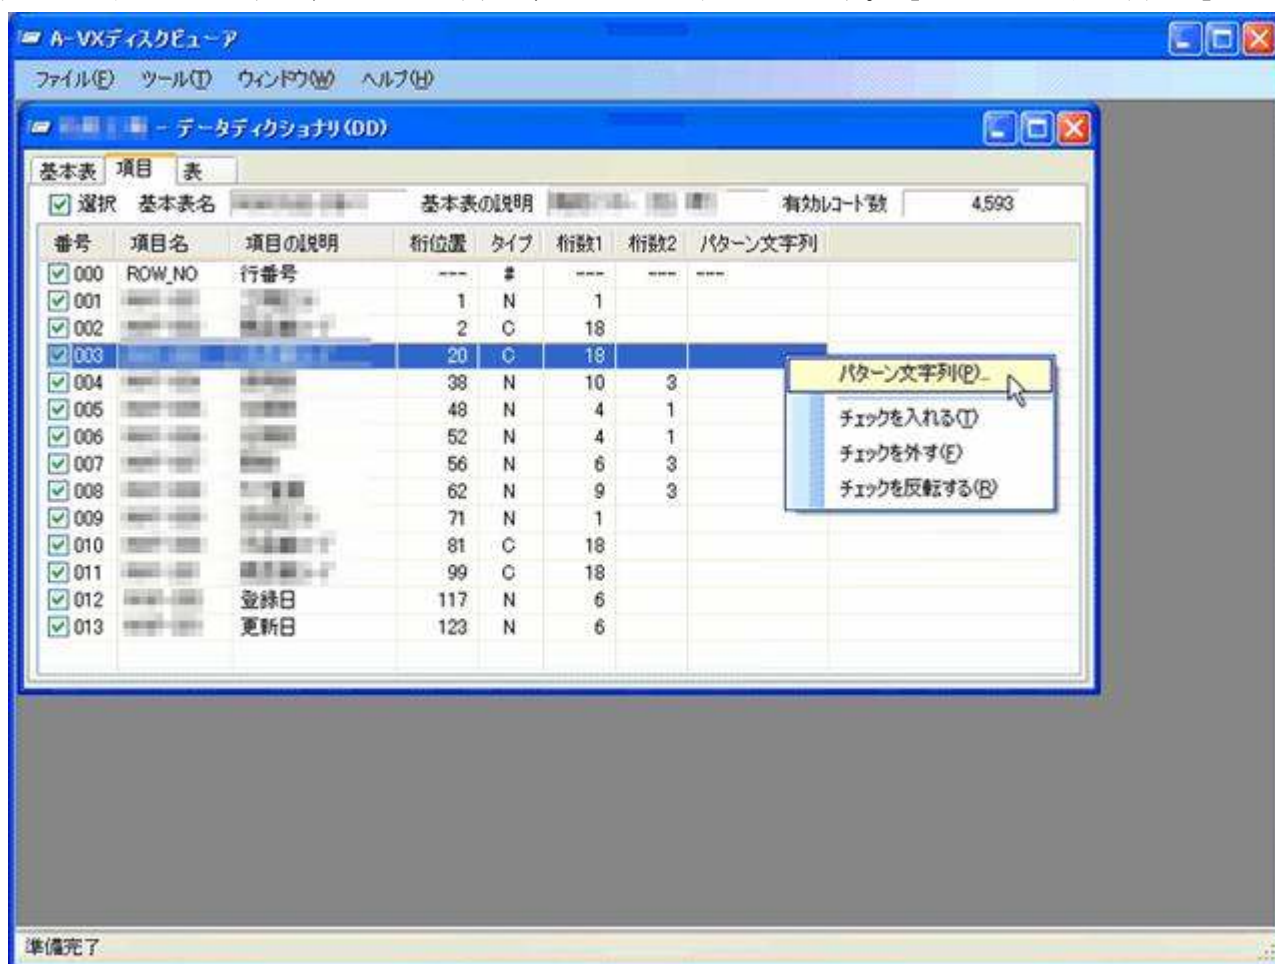 A-VXディスクビューア
ファイル(F) ツール(T) ウィンドウ(W) ヘルプ(H)
- データディクショナリ(DD)
基本表 項目 表
選択 基本表名 基本表の説明 有効レコード数 4,593
番号 項目名 項目の説明 桁位置 タイプ 桁数1 桁数2 パターン文字列
000 ROW_NO 行番号 --- # --- --- ---
001 1 N 1
002 2 C 18
003 20 C 18
パターン文字列(P)...
004 38 N 10 3
005 48 N 4 1
チェックを入れる(T)
006 52 N 4 1
チェックを外す(F)
007 56 N 6 3
008 62 N 9 3
チェックを反転する(R)
009 71 N 1
010 81 C 18
011 99 C 18
012 登録日 117 N 6
013 更新日 123 N 6
準備完了